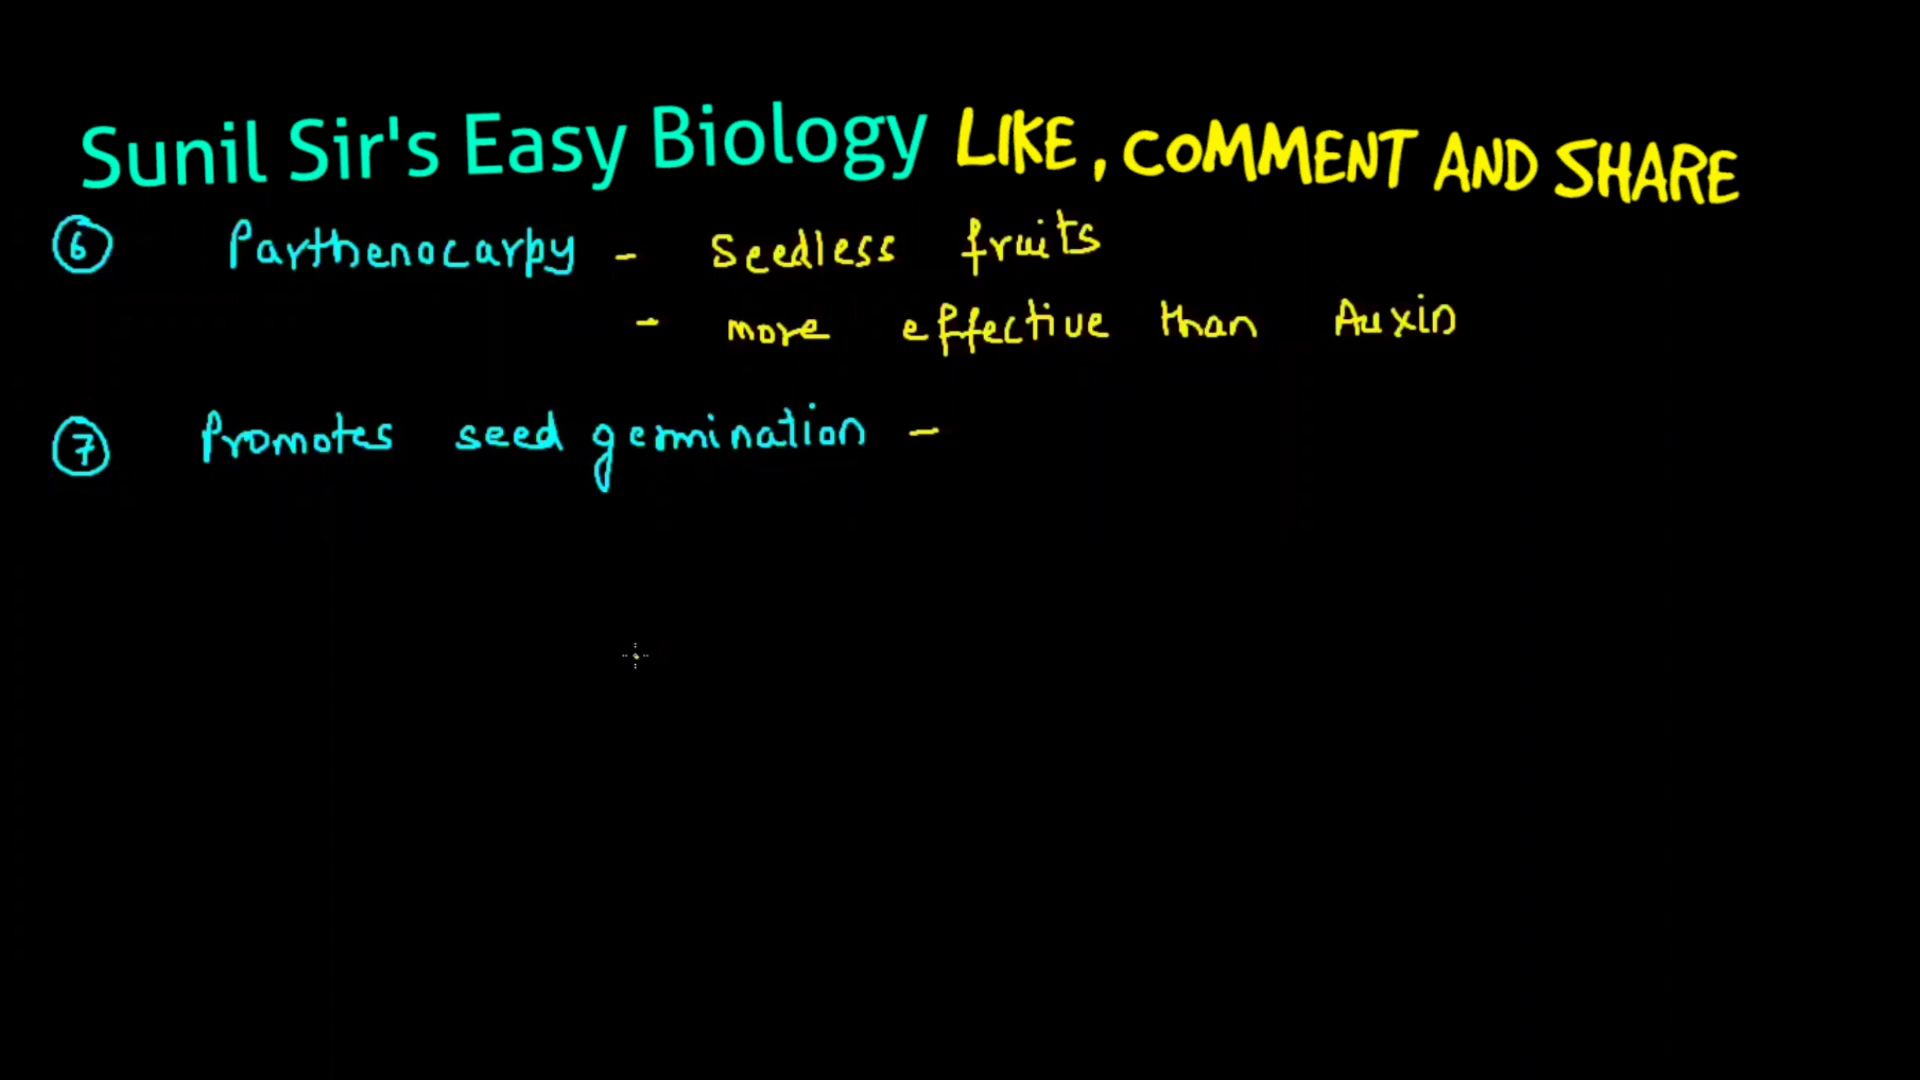 Sunil Sir's Easy Biology LIKE, COMMENT AND SHARE
6 Parthenocarpy - Seedless fruits
- more effective than Auxin
7 Promotes seed germination -